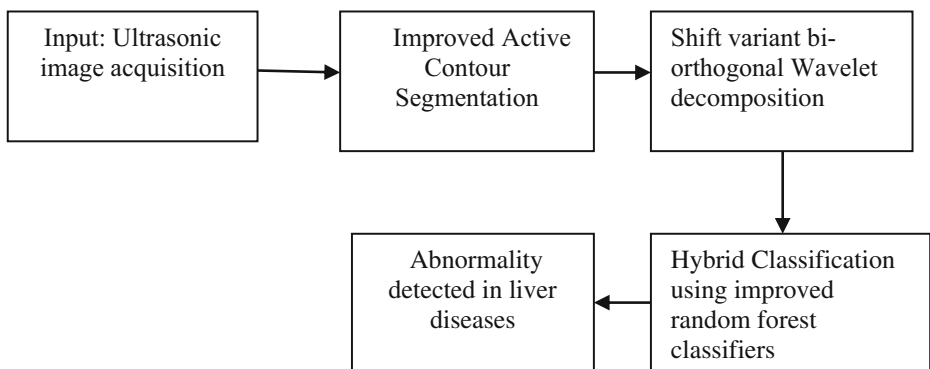 Input: Ultrasonic
image acquisition
Improved Active
Contour
Segmentation
Shift variant bi-
orthogonal Wavelet
decomposition
Hybrid Classification
using improved
random forest
classifiers
Abnormality
detected in liver
diseases